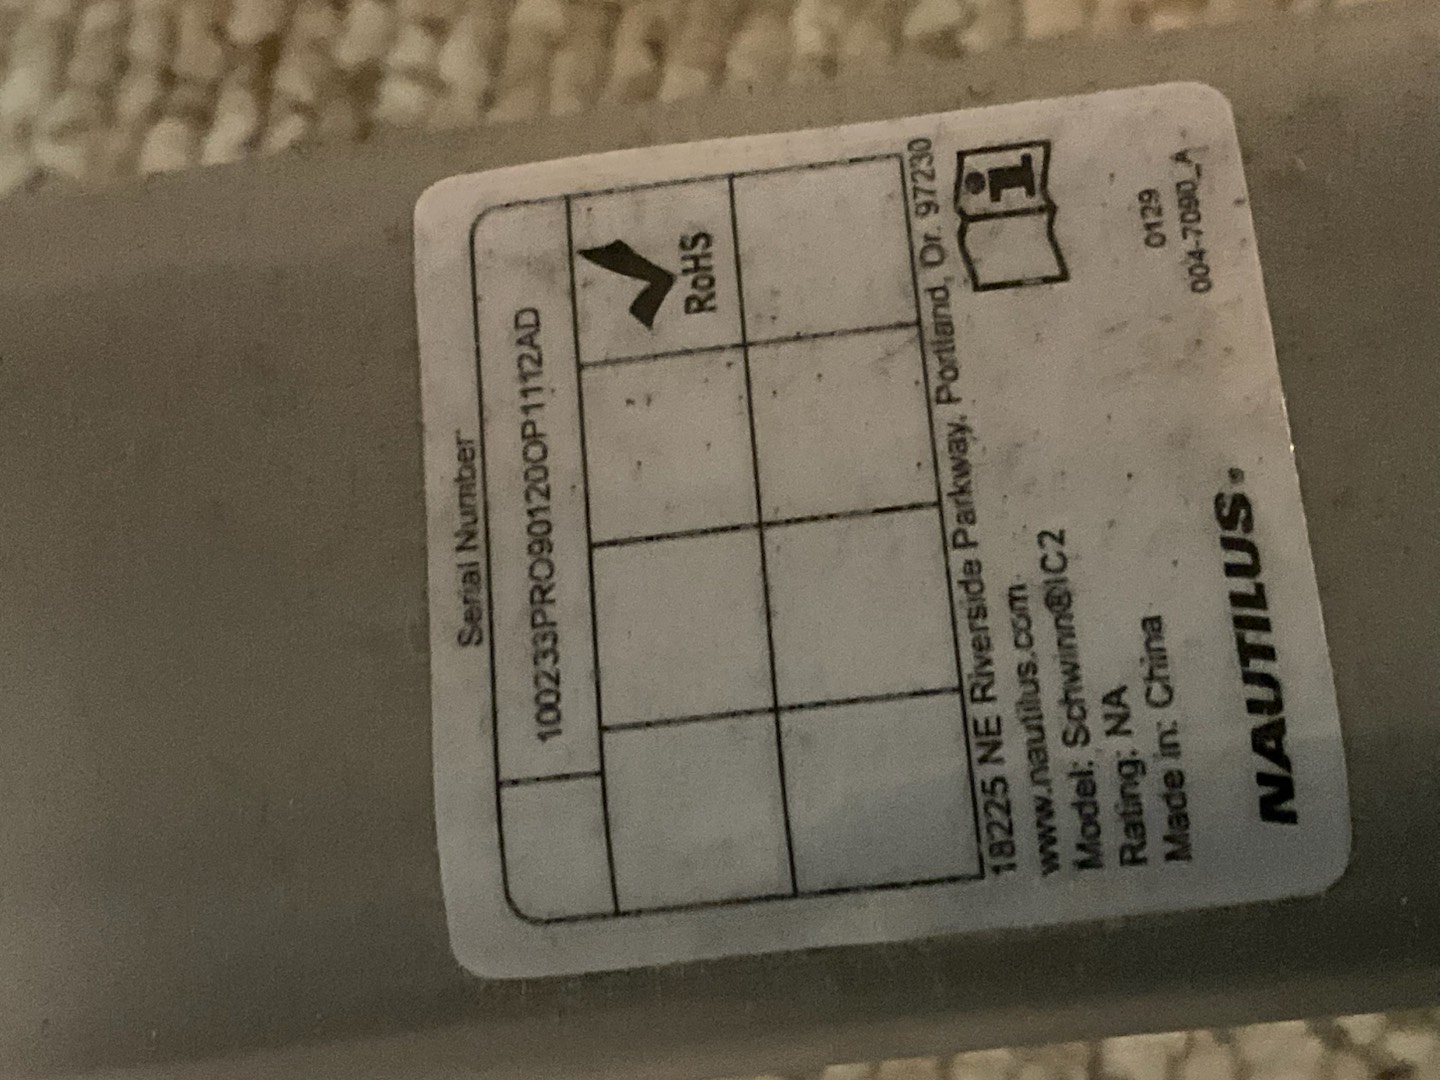 Serial Number
100233PRO90120OP1112AD
RoHS
18225 NE Riverside Parkway, Portland, Or. 97230
www.nautilus.com
Model: Schwinn®IC2
Rating: NA
Made in: China
i
0129
004-7090_A
NAUTILUS®